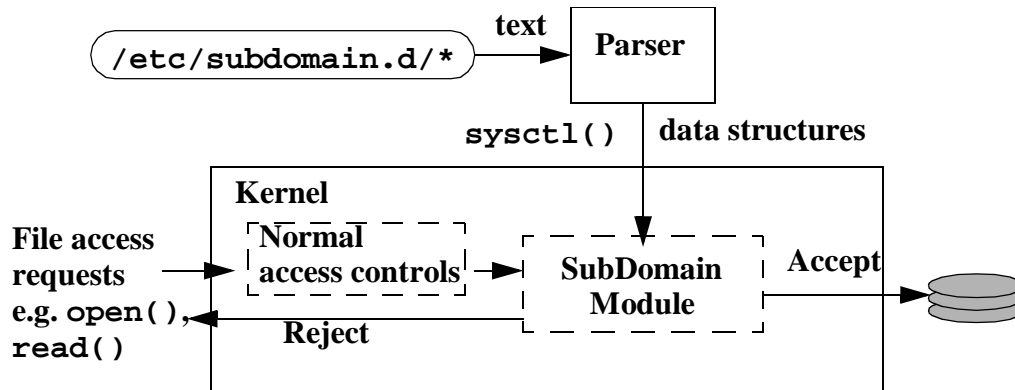 text
/etc/subdomain.d/*
Parser
sysctl()
data structures
Kernel
File access
requests
e.g. open(),
read()
Normal
access controls
SubDomain
Module
Accept
Reject